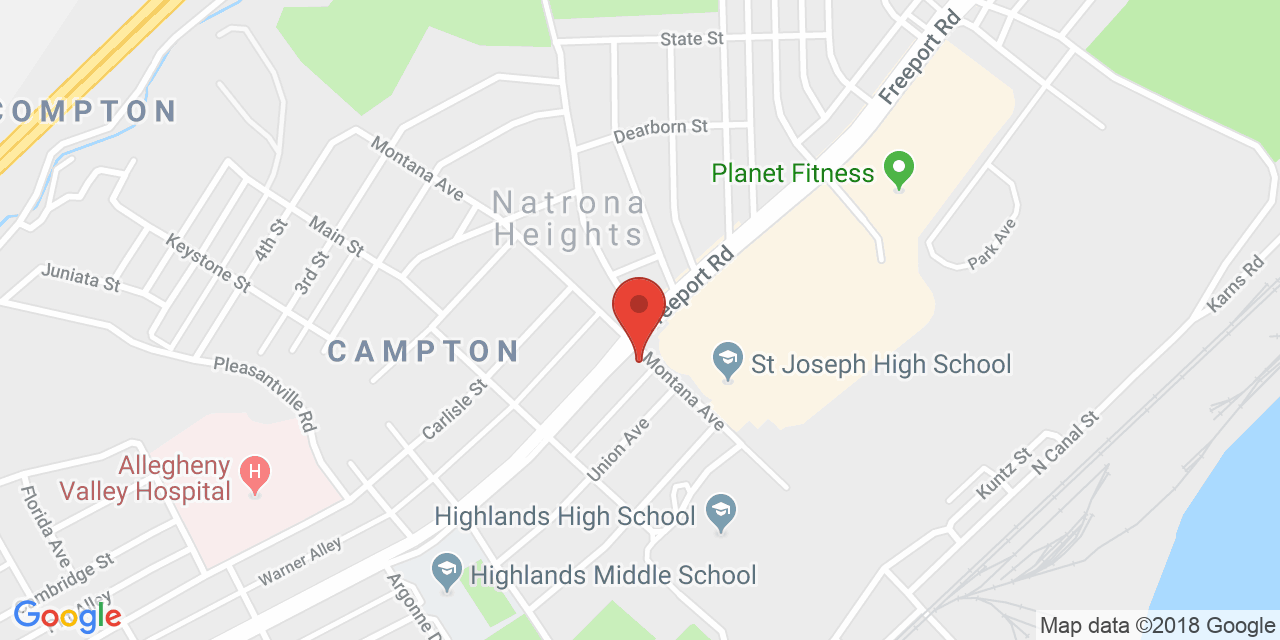 State St
Freeport Rd
COMPTON
Dearborn St
Montana Ave
Planet Fitness
Natrona
Heights
Main St
4th St
Keystone St
3rd St
Juniata St
Park Ave
Freeport Rd
Karns Rd
CAMPTON
St Joseph High School
Montana Ave
Pleasantville Rd
Carlisle St
Union Ave
N Canal St
Kuntz St
Allegheny
Valley Hospital
H
Florida Ave
Highlands High School
Warner Alley
Highlands Middle School
Argonne D
Alley
Google
Map data ©2018 Google